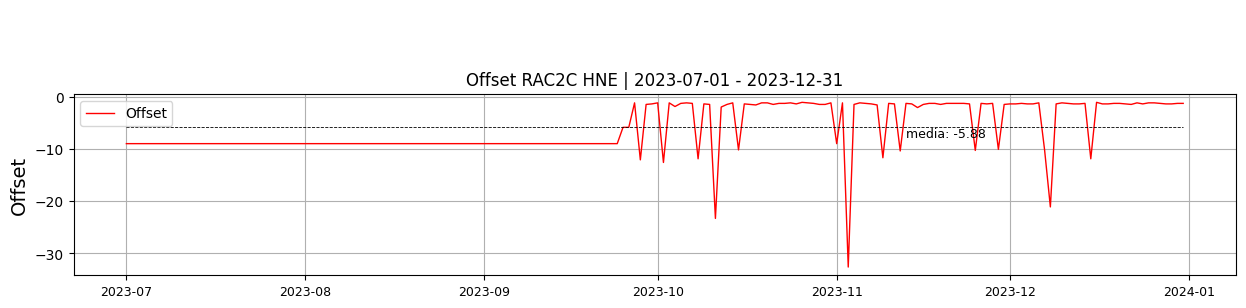 Offset RAC2C HNE | 2023-07-01 - 2023-12-31
Offset
Offset
0
−10
−20
−30
media: -5.88
2023-07 2023-08 2023-09 2023-10 2023-11 2023-12 2024-01